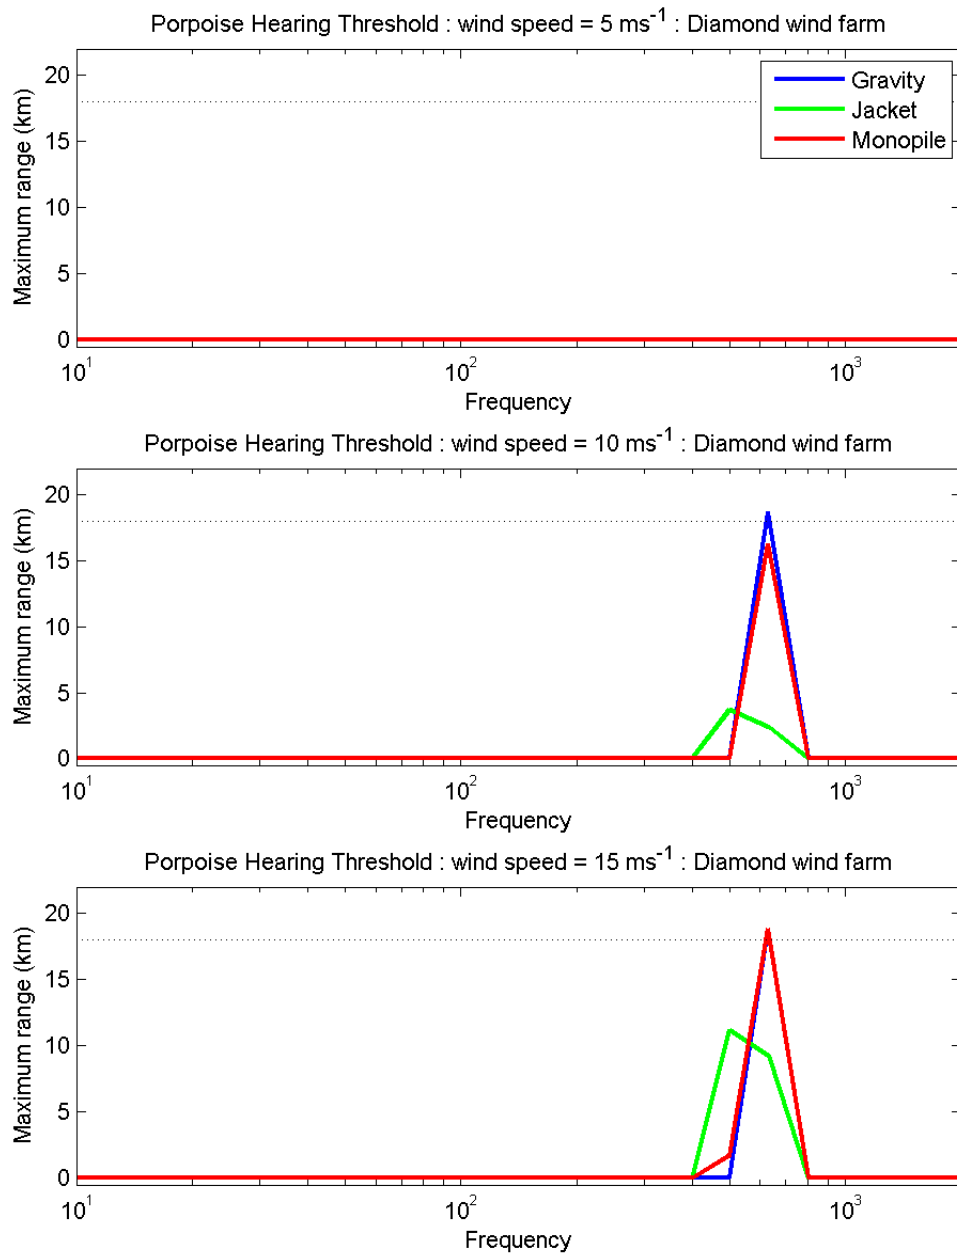 Porpoise Hearing Threshold : wind speed = 5 ms⁻¹ : Diamond wind farm
Maximum range (km)
20
15
10
5
0
Gravity
Jacket
Monopile
10¹
10²
10³
Frequency
Porpoise Hearing Threshold : wind speed = 10 ms⁻¹ : Diamond wind farm
Maximum range (km)
20
15
10
5
0
10¹
10²
10³
Frequency
Porpoise Hearing Threshold : wind speed = 15 ms⁻¹ : Diamond wind farm
Maximum range (km)
20
15
10
5
0
10¹
10²
10³
Frequency